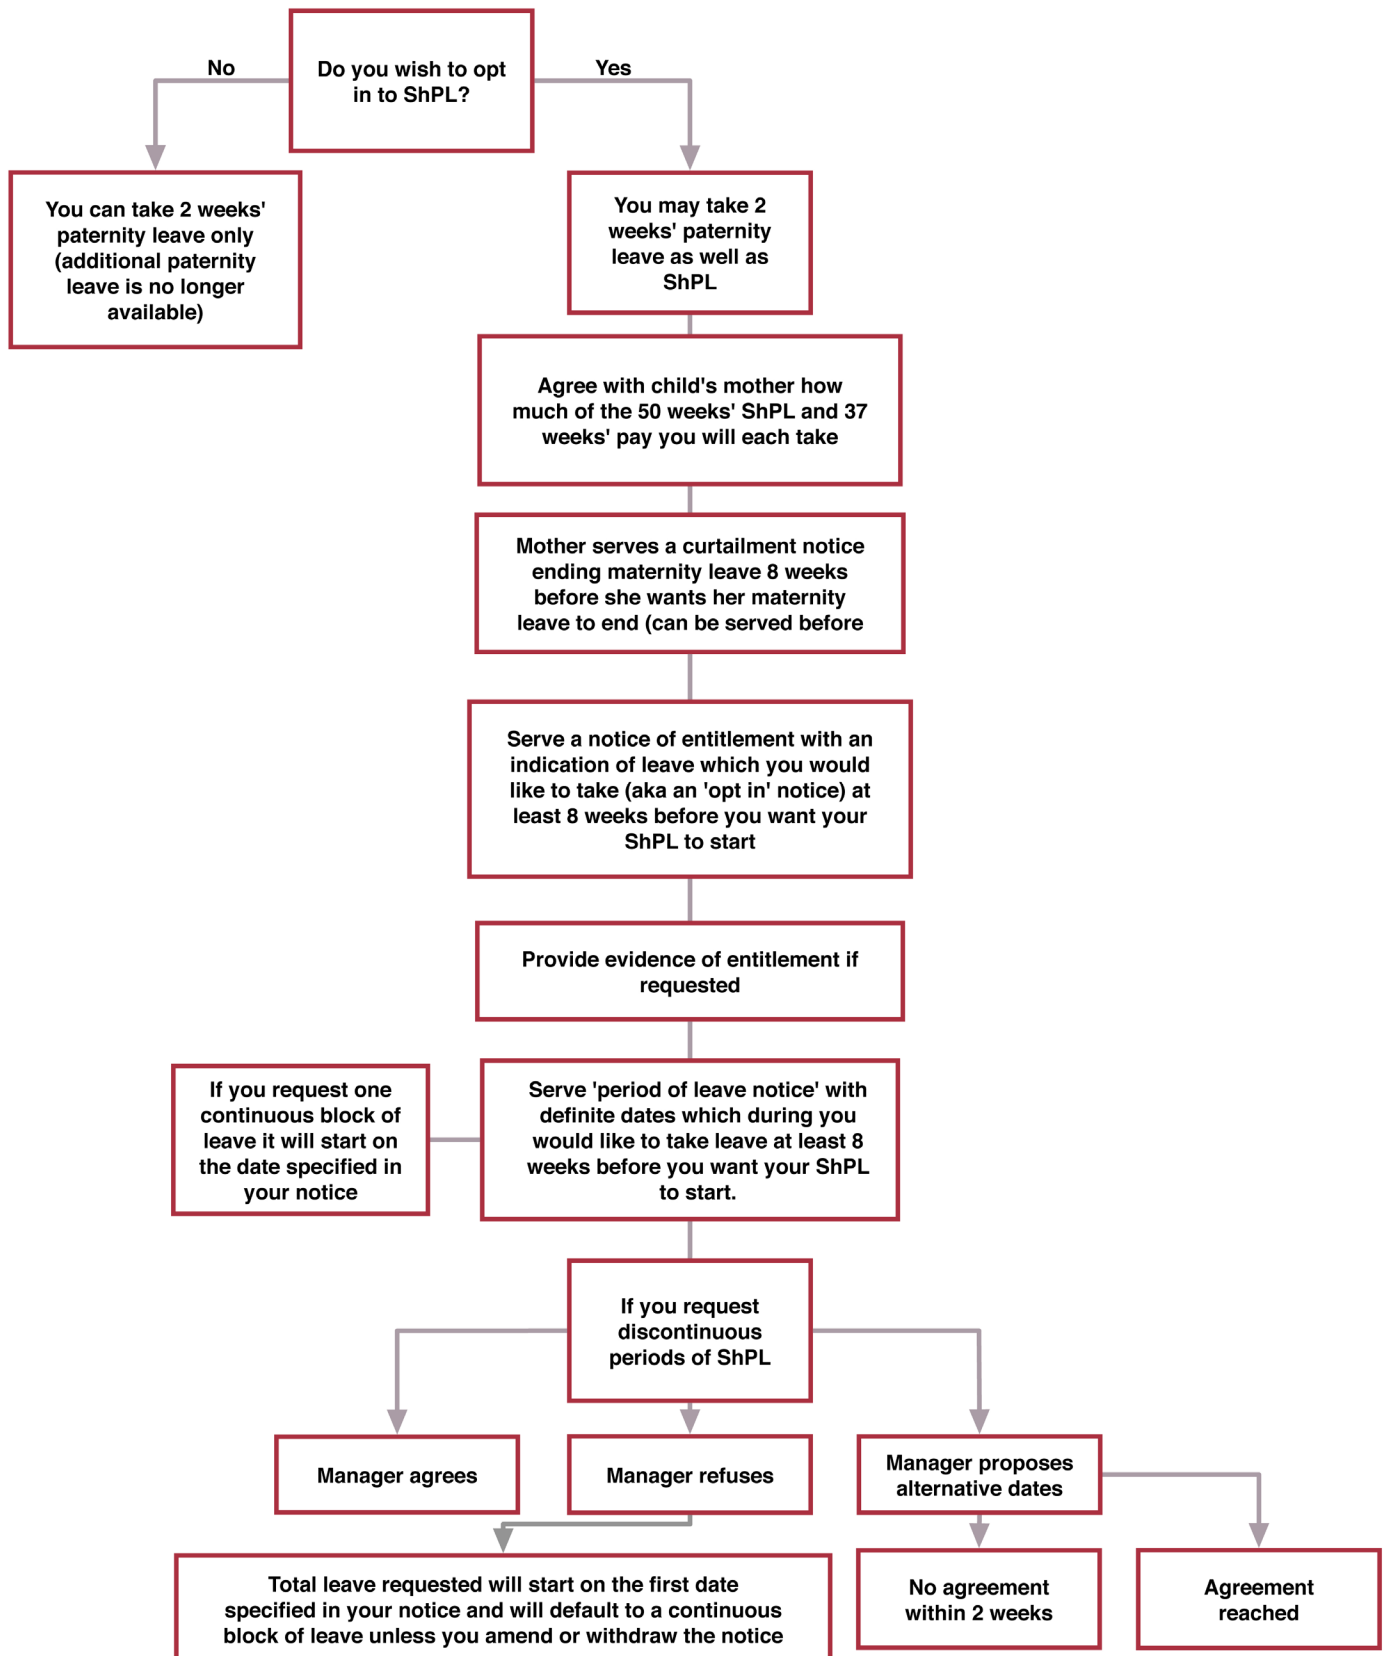 Do you wish to opt
in to ShPL?
No
Yes
You can take 2 weeks'
paternity leave only
(additional paternity
leave is no longer
available)
You may take 2
weeks' paternity
leave as well as
ShPL
Agree with child's mother how
much of the 50 weeks' ShPL and 37
weeks' pay you will each take
Mother serves a curtailment notice
ending maternity leave 8 weeks
before she wants her maternity
leave to end (can be served before
Serve a notice of entitlement with an
indication of leave which you would
like to take (aka an 'opt in' notice) at
least 8 weeks before you want your
ShPL to start
Provide evidence of entitlement if
requested
If you request one
continuous block of
leave it will start on
the date specified in
your notice
Serve 'period of leave notice' with
definite dates which during you
would like to take leave at least 8
weeks before you want your ShPL
to start.
If you request
discontinuous
periods of ShPL
Manager agrees
Manager refuses
Manager proposes
alternative dates
Total leave requested will start on the first date
specified in your notice and will default to a continuous
block of leave unless you amend or withdraw the notice
No agreement
within 2 weeks
Agreement
reached